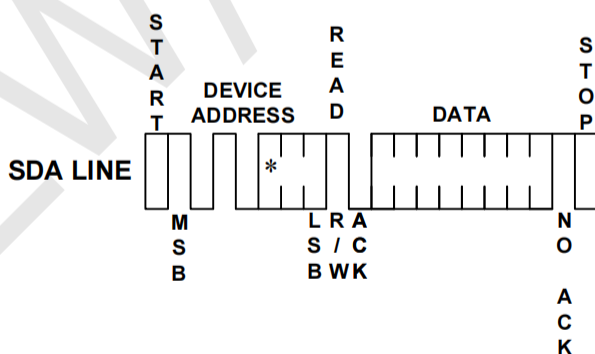 START
DEVICE
ADDRESS
READ
DATA
STOP
SDA LINE
*
MSB
LSB
R/W
ACK
NO ACK